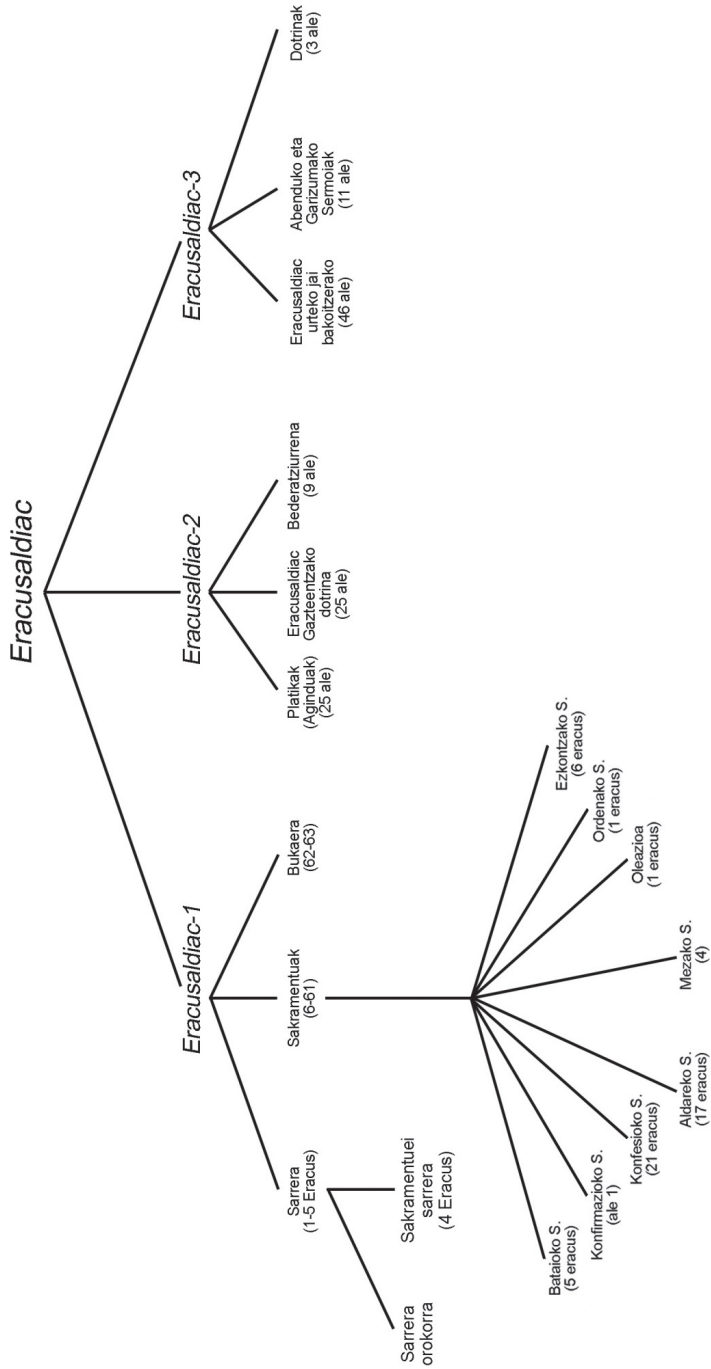 Eracusaldiac
Eracusaldiac-1
Eracusaldiac-2
Eracusaldiac-3
Sarrera
(1-5 Eracus)
Sakramentuak
(6-61)
Bukaera
(62-63)
Platikak
(Aginduak)
(25 ale)
Eracusaldiac
Gazteentzako
dotrina
(25 ale)
Bederatziurrena
(9 ale)
Eracusaldiac
urteko jai
bakoitzerako
(46 ale)
Abenduko eta
Garizumako
Sermoiak
(11 ale)
Dotrinak
(3 ale)
Sarrera
orokorra
Sakramentuei
sarrera
(4 Eracus)
Bataioko S.
(5 eracus)
Konfirmazioko S.
(ale 1)
Konfesioko S.
(21 eracus)
Aldareko S.
(17 eracus)
Mezako S.
(4)
Oleazioa
(1 eracus)
Ordenako S.
(1 eracus)
Ezkontzako S.
(6 eracus)